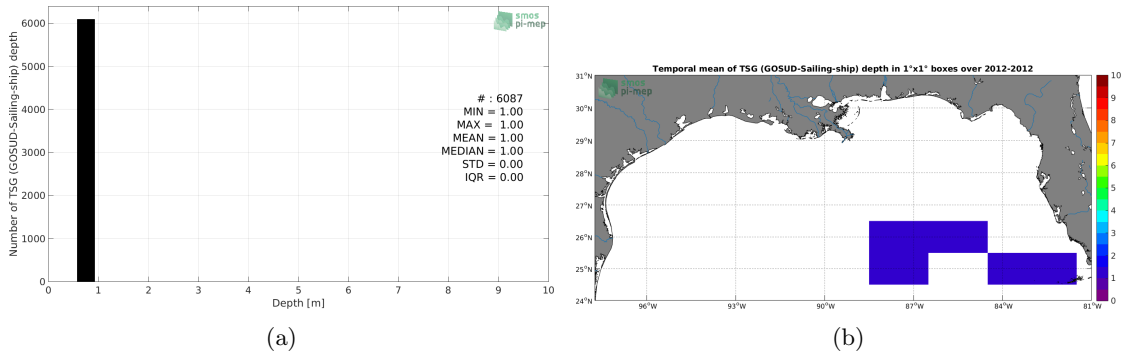 smos
pi-mep
Number of TSG (GOSUD-Sailing-ship) depth
6000
5000
4000
3000
2000
1000
0
# : 6087
MIN = 1.00
MAX = 1.00
MEAN = 1.00
MEDIAN = 1.00
STD = 0.00
IQR = 0.00
0 1 2 3 4 5 6 7 8 9 10
Depth [m]
(a)
Temporal mean of TSG (GOSUD-Sailing-ship) depth in 1°x1° boxes over 2012-2012
smos
pi-mep
31°N
30°N
29°N
28°N
27°N
26°N
25°N
24°N
96°W 93°W 90°W 87°W 84°W 81°W
10
9
8
7
6
5
4
3
2
1
0
(b)